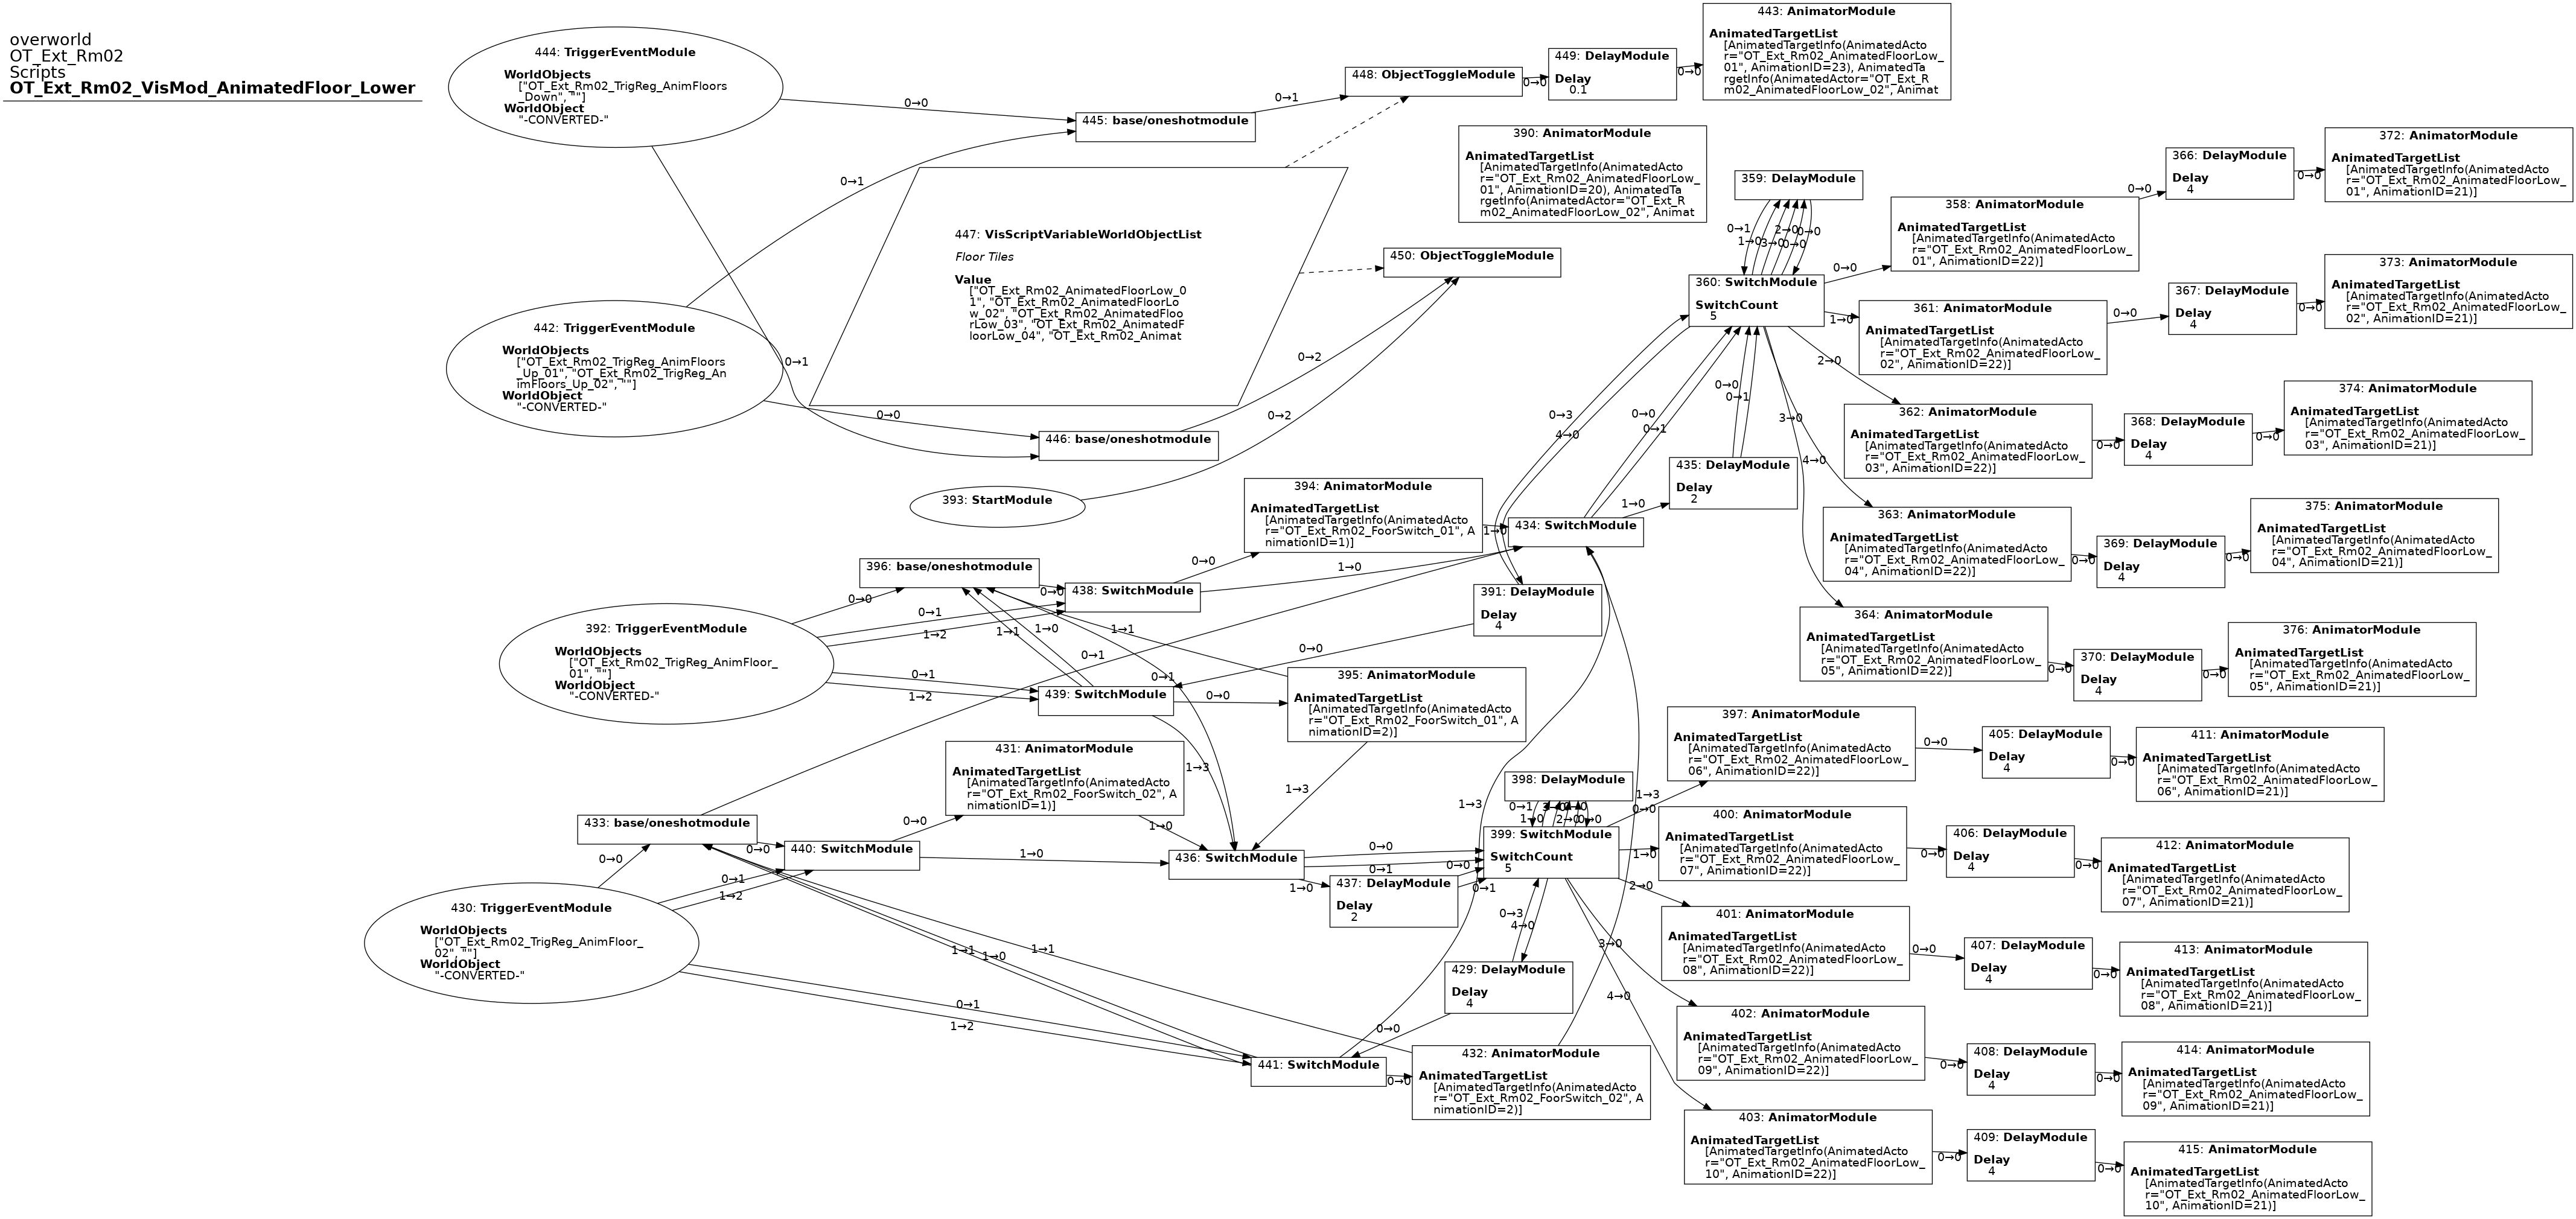 overworld
OT_Ext_Rm02
Scripts
OT_Ext_Rm02_VisMod_AnimatedFloor_Lower
444: TriggerEventModule
WorldObjects
["OT_Ext_Rm02_TrigReg_AnimFloors
_Down", ""]
WorldObject
"-CONVERTED-"
442: TriggerEventModule
WorldObjects
["OT_Ext_Rm02_TrigReg_AnimFloors
_Up_01", "OT_Ext_Rm02_TrigReg_An
imFloors_Up_02", ""]
WorldObject
"-CONVERTED-"
445: base/oneshotmodule
448: ObjectToggleModule
449: DelayModule
Delay
0.1
443: AnimatorModule
AnimatedTargetList
[AnimatedTargetInfo(AnimatedActo
r="OT_Ext_Rm02_AnimatedFloorLow_
01", AnimationID=23), AnimatedTa
rgetInfo(AnimatedActor="OT_Ext_R
m02_AnimatedFloorLow_02", Animat
447: VisScriptVariableWorldObjectList
Floor Tiles
Value
["OT_Ext_Rm02_AnimatedFloorLow_0
1", "OT_Ext_Rm02_AnimatedFloorLo
w_02", "OT_Ext_Rm02_AnimatedFloo
rLow_03", "OT_Ext_Rm02_AnimatedF
loorLow_04", "OT_Ext_Rm02_Animat
450: ObjectToggleModule
446: base/oneshotmodule
393: StartModule
390: AnimatorModule
AnimatedTargetList
[AnimatedTargetInfo(AnimatedActo
r="OT_Ext_Rm02_AnimatedFloorLow_
01", AnimationID=20), AnimatedTa
rgetInfo(AnimatedActor="OT_Ext_R
m02_AnimatedFloorLow_02", Animat
359: DelayModule
360: SwitchModule
SwitchCount
5
358: AnimatorModule
AnimatedTargetList
[AnimatedTargetInfo(AnimatedActo
r="OT_Ext_Rm02_AnimatedFloorLow_
01", AnimationID=22)]
366: DelayModule
Delay
4
372: AnimatorModule
AnimatedTargetList
[AnimatedTargetInfo(AnimatedActo
r="OT_Ext_Rm02_AnimatedFloorLow_
01", AnimationID=21)]
361: AnimatorModule
AnimatedTargetList
[AnimatedTargetInfo(AnimatedActo
r="OT_Ext_Rm02_AnimatedFloorLow_
02", AnimationID=22)]
367: DelayModule
Delay
4
373: AnimatorModule
AnimatedTargetList
[AnimatedTargetInfo(AnimatedActo
r="OT_Ext_Rm02_AnimatedFloorLow_
02", AnimationID=21)]
362: AnimatorModule
AnimatedTargetList
[AnimatedTargetInfo(AnimatedActo
r="OT_Ext_Rm02_AnimatedFloorLow_
03", AnimationID=22)]
368: DelayModule
Delay
4
374: AnimatorModule
AnimatedTargetList
[AnimatedTargetInfo(AnimatedActo
r="OT_Ext_Rm02_AnimatedFloorLow_
03", AnimationID=21)]
363: AnimatorModule
AnimatedTargetList
[AnimatedTargetInfo(AnimatedActo
r="OT_Ext_Rm02_AnimatedFloorLow_
04", AnimationID=22)]
369: DelayModule
Delay
4
375: AnimatorModule
AnimatedTargetList
[AnimatedTargetInfo(AnimatedActo
r="OT_Ext_Rm02_AnimatedFloorLow_
04", AnimationID=21)]
364: AnimatorModule
AnimatedTargetList
[AnimatedTargetInfo(AnimatedActo
r="OT_Ext_Rm02_AnimatedFloorLow_
05", AnimationID=22)]
370: DelayModule
Delay
4
376: AnimatorModule
AnimatedTargetList
[AnimatedTargetInfo(AnimatedActo
r="OT_Ext_Rm02_AnimatedFloorLow_
05", AnimationID=21)]
435: DelayModule
Delay
2
434: SwitchModule
394: AnimatorModule
AnimatedTargetList
[AnimatedTargetInfo(AnimatedActo
r="OT_Ext_Rm02_FoorSwitch_01", A
nimationID=1)]
391: DelayModule
Delay
4
396: base/oneshotmodule
438: SwitchModule
392: TriggerEventModule
WorldObjects
["OT_Ext_Rm02_TrigReg_AnimFloor_
01", ""]
WorldObject
"-CONVERTED-"
439: SwitchModule
395: AnimatorModule
AnimatedTargetList
[AnimatedTargetInfo(AnimatedActo
r="OT_Ext_Rm02_FoorSwitch_01", A
nimationID=2)]
431: AnimatorModule
AnimatedTargetList
[AnimatedTargetInfo(AnimatedActo
r="OT_Ext_Rm02_FoorSwitch_02", A
nimationID=1)]
433: base/oneshotmodule
440: SwitchModule
436: SwitchModule
437: DelayModule
Delay
2
430: TriggerEventModule
WorldObjects
["OT_Ext_Rm02_TrigReg_AnimFloor_
02", ""]
WorldObject
"-CONVERTED-"
398: DelayModule
399: SwitchModule
SwitchCount
5
429: DelayModule
Delay
4
441: SwitchModule
432: AnimatorModule
AnimatedTargetList
[AnimatedTargetInfo(AnimatedActo
r="OT_Ext_Rm02_FoorSwitch_02", A
nimationID=2)]
397: AnimatorModule
AnimatedTargetList
[AnimatedTargetInfo(AnimatedActo
r="OT_Ext_Rm02_AnimatedFloorLow_
06", AnimationID=22)]
405: DelayModule
Delay
4
411: AnimatorModule
AnimatedTargetList
[AnimatedTargetInfo(AnimatedActo
r="OT_Ext_Rm02_AnimatedFloorLow_
06", AnimationID=21)]
400: AnimatorModule
AnimatedTargetList
[AnimatedTargetInfo(AnimatedActo
r="OT_Ext_Rm02_AnimatedFloorLow_
07", AnimationID=22)]
406: DelayModule
Delay
4
412: AnimatorModule
AnimatedTargetList
[AnimatedTargetInfo(AnimatedActo
r="OT_Ext_Rm02_AnimatedFloorLow_
07", AnimationID=21)]
401: AnimatorModule
AnimatedTargetList
[AnimatedTargetInfo(AnimatedActo
r="OT_Ext_Rm02_AnimatedFloorLow_
08", AnimationID=22)]
407: DelayModule
Delay
4
413: AnimatorModule
AnimatedTargetList
[AnimatedTargetInfo(AnimatedActo
r="OT_Ext_Rm02_AnimatedFloorLow_
08", AnimationID=21)]
402: AnimatorModule
AnimatedTargetList
[AnimatedTargetInfo(AnimatedActo
r="OT_Ext_Rm02_AnimatedFloorLow_
09", AnimationID=22)]
408: DelayModule
Delay
4
414: AnimatorModule
AnimatedTargetList
[AnimatedTargetInfo(AnimatedActo
r="OT_Ext_Rm02_AnimatedFloorLow_
09", AnimationID=21)]
403: AnimatorModule
AnimatedTargetList
[AnimatedTargetInfo(AnimatedActo
r="OT_Ext_Rm02_AnimatedFloorLow_
10", AnimationID=22)]
409: DelayModule
Delay
4
415: AnimatorModule
AnimatedTargetList
[AnimatedTargetInfo(AnimatedActo
r="OT_Ext_Rm02_AnimatedFloorLow_
10", AnimationID=21)]